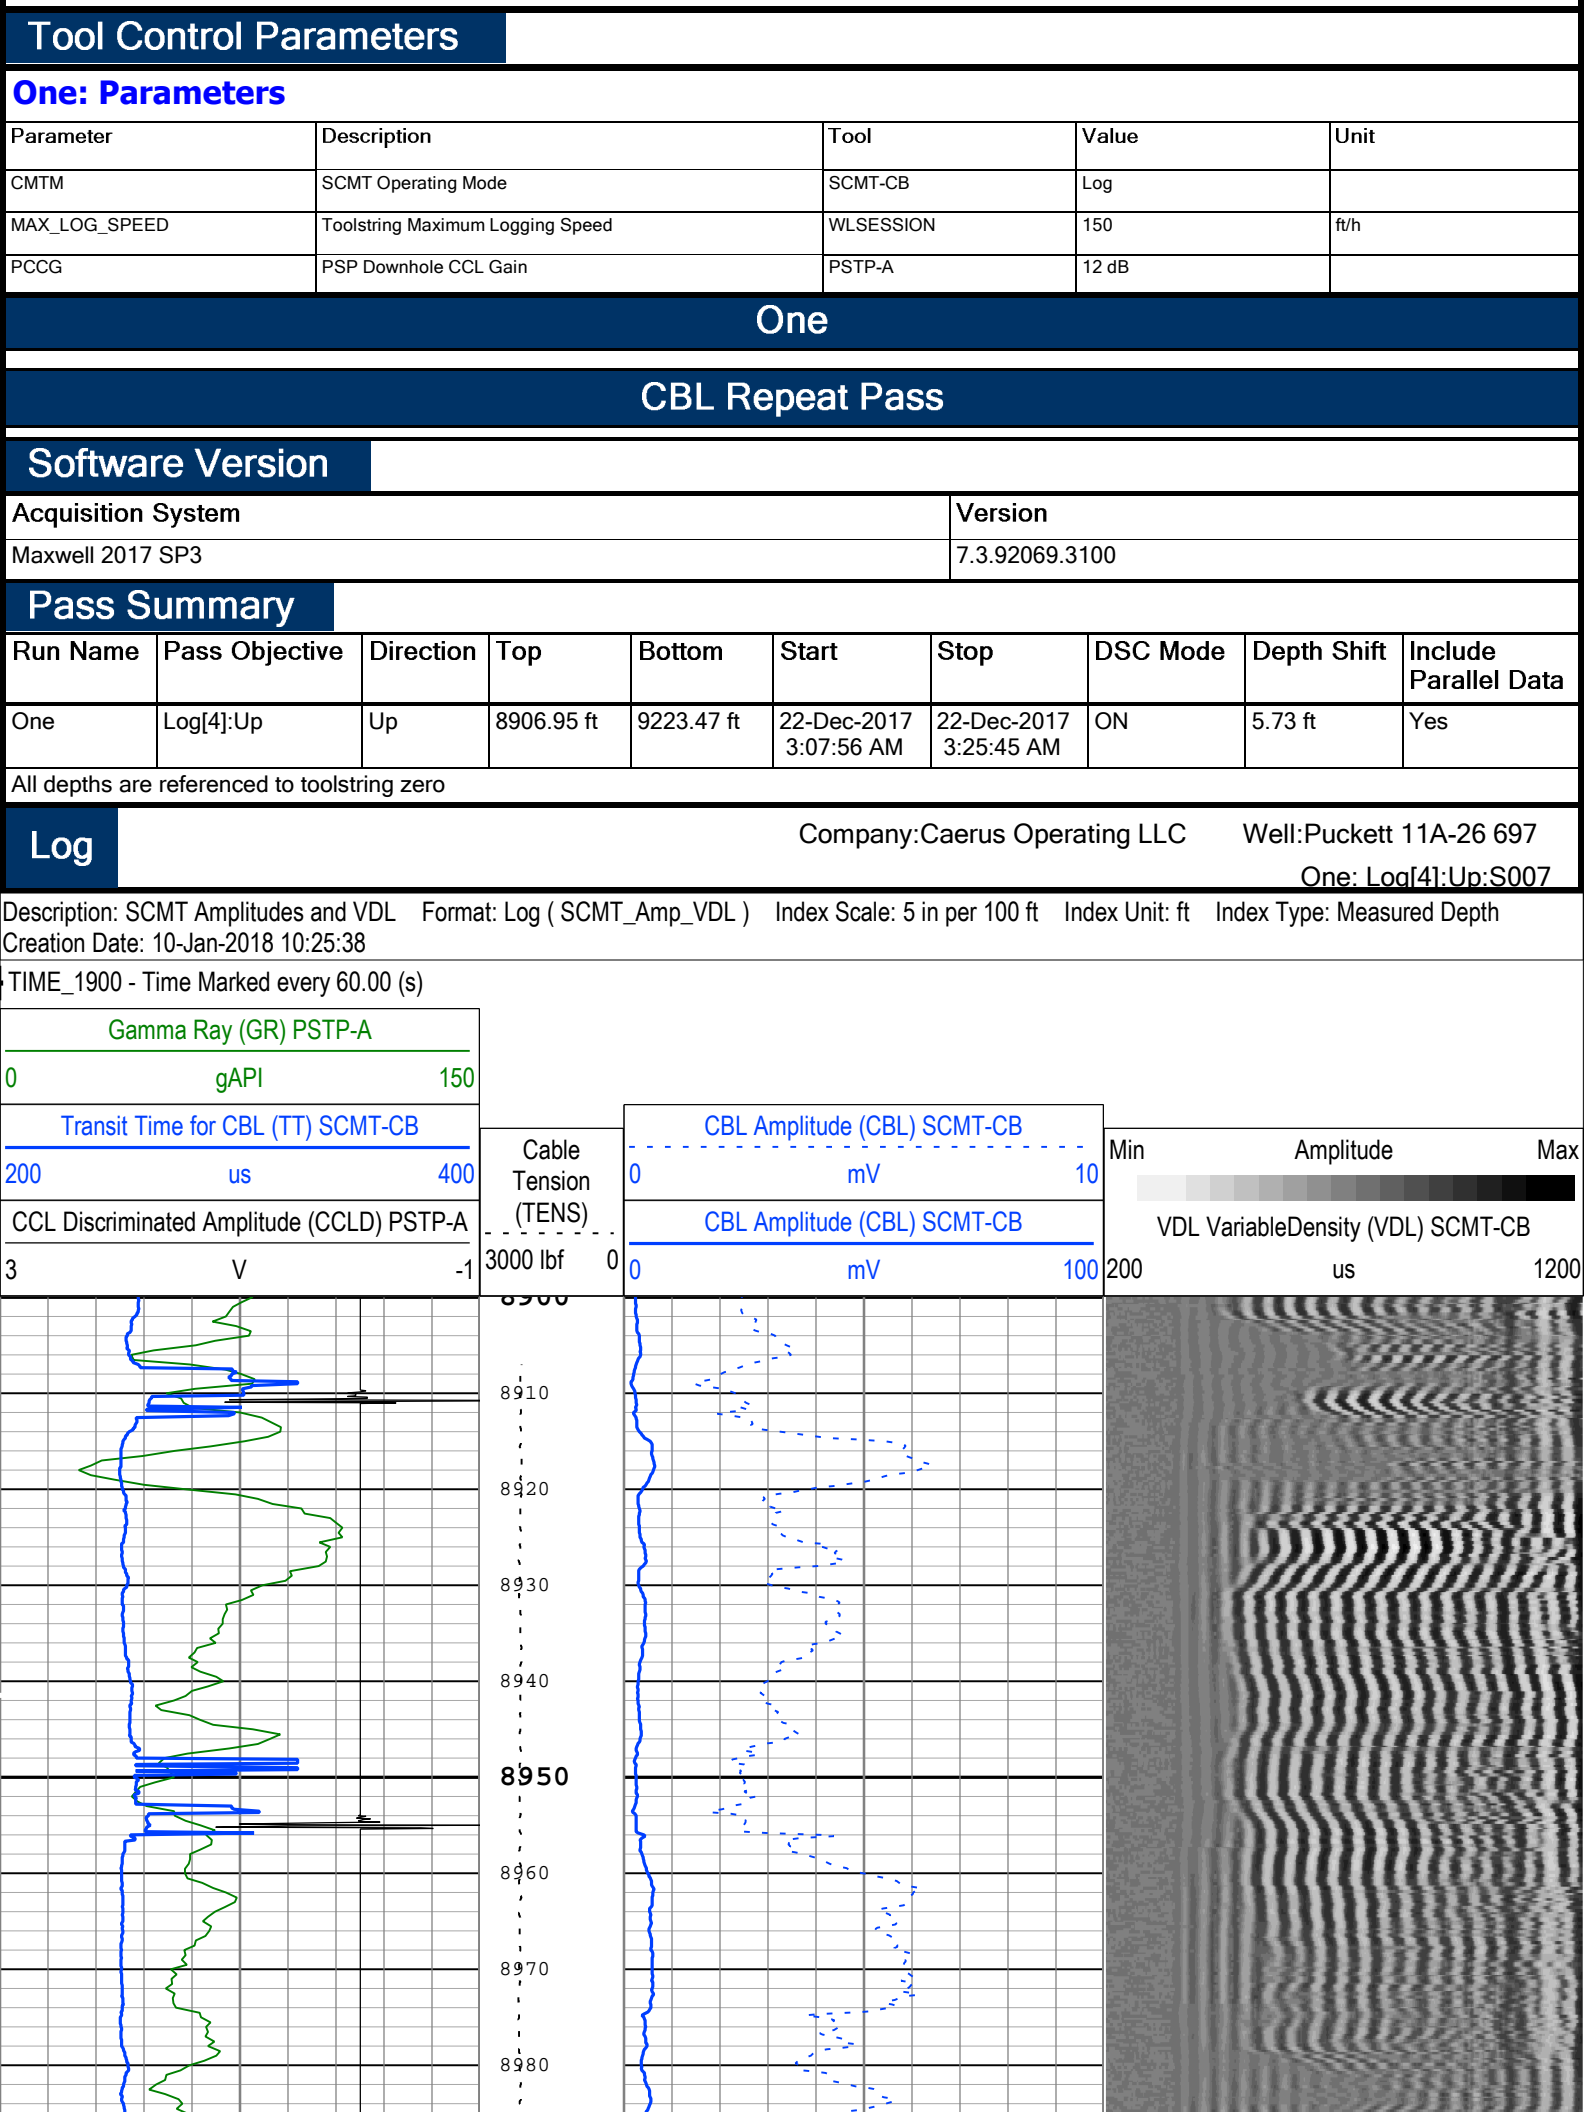 Tool Control Parameters
One: Parameters
Parameter Description Tool Value Unit
CMTM SCMT Operating Mode SCMT-CB Log
MAX_LOG_SPEED Toolstring Maximum Logging Speed WLSESSION 150 ft/h
PCCG PSP Downhole CCL Gain PSTP-A 12 dB
One
CBL Repeat Pass
Software Version
Acquisition System Version
Maxwell 2017 SP3 7.3.92069.3100
Pass Summary
Run Name Pass Objective Direction Top Bottom Start Stop DSC Mode Depth Shift Include
Parallel Data
One Log[4]:Up Up 8906.95 ft 9223.47 ft 22-Dec-2017 22-Dec-2017 ON 5.73 ft Yes
3:07:56 AM 3:25:45 AM
All depths are referenced to toolstring zero
Log
Company:Caerus Operating LLC Well:Puckett 11A-26 697
One: Log[4]:Up:S007
Description: SCMT Amplitudes and VDL Format: Log ( SCMT_Amp_VDL ) Index Scale: 5 in per 100 ft Index Unit: ft Index Type: Measured Depth
Creation Date: 10-Jan-2018 10:25:38
TIME_1900 - Time Marked every 60.00 (s)
Gamma Ray (GR) PSTP-A
0 gAPI 150
Transit Time for CBL (TT) SCMT-CB
200 us 400
CCL Discriminated Amplitude (CCLD) PSTP-A
3 V -1
Cable
Tension
(TENS)
3000 lbf 0
CBL Amplitude (CBL) SCMT-CB
0 mV 10
CBL Amplitude (CBL) SCMT-CB
0 mV 100
Min Amplitude Max
VDL VariableDensity (VDL) SCMT-CB
200 us 1200
8900
8910
8920
8930
8940
8950
8960
8970
8980